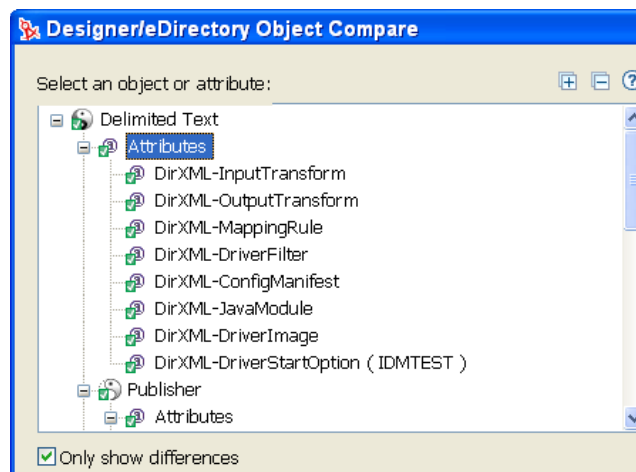 Designer/eDirectory Object Compare
Select an object or attribute:
Delimited Text
Attributes
DirXML-InputTransform
DirXML-OutputTransform
DirXML-MappingRule
DirXML-DriverFilter
DirXML-ConfigManifest
DirXML-JavaModule
DirXML-DriverImage
DirXML-DriverStartOption ( IDMTEST )
Publisher
Attributes
Only show differences